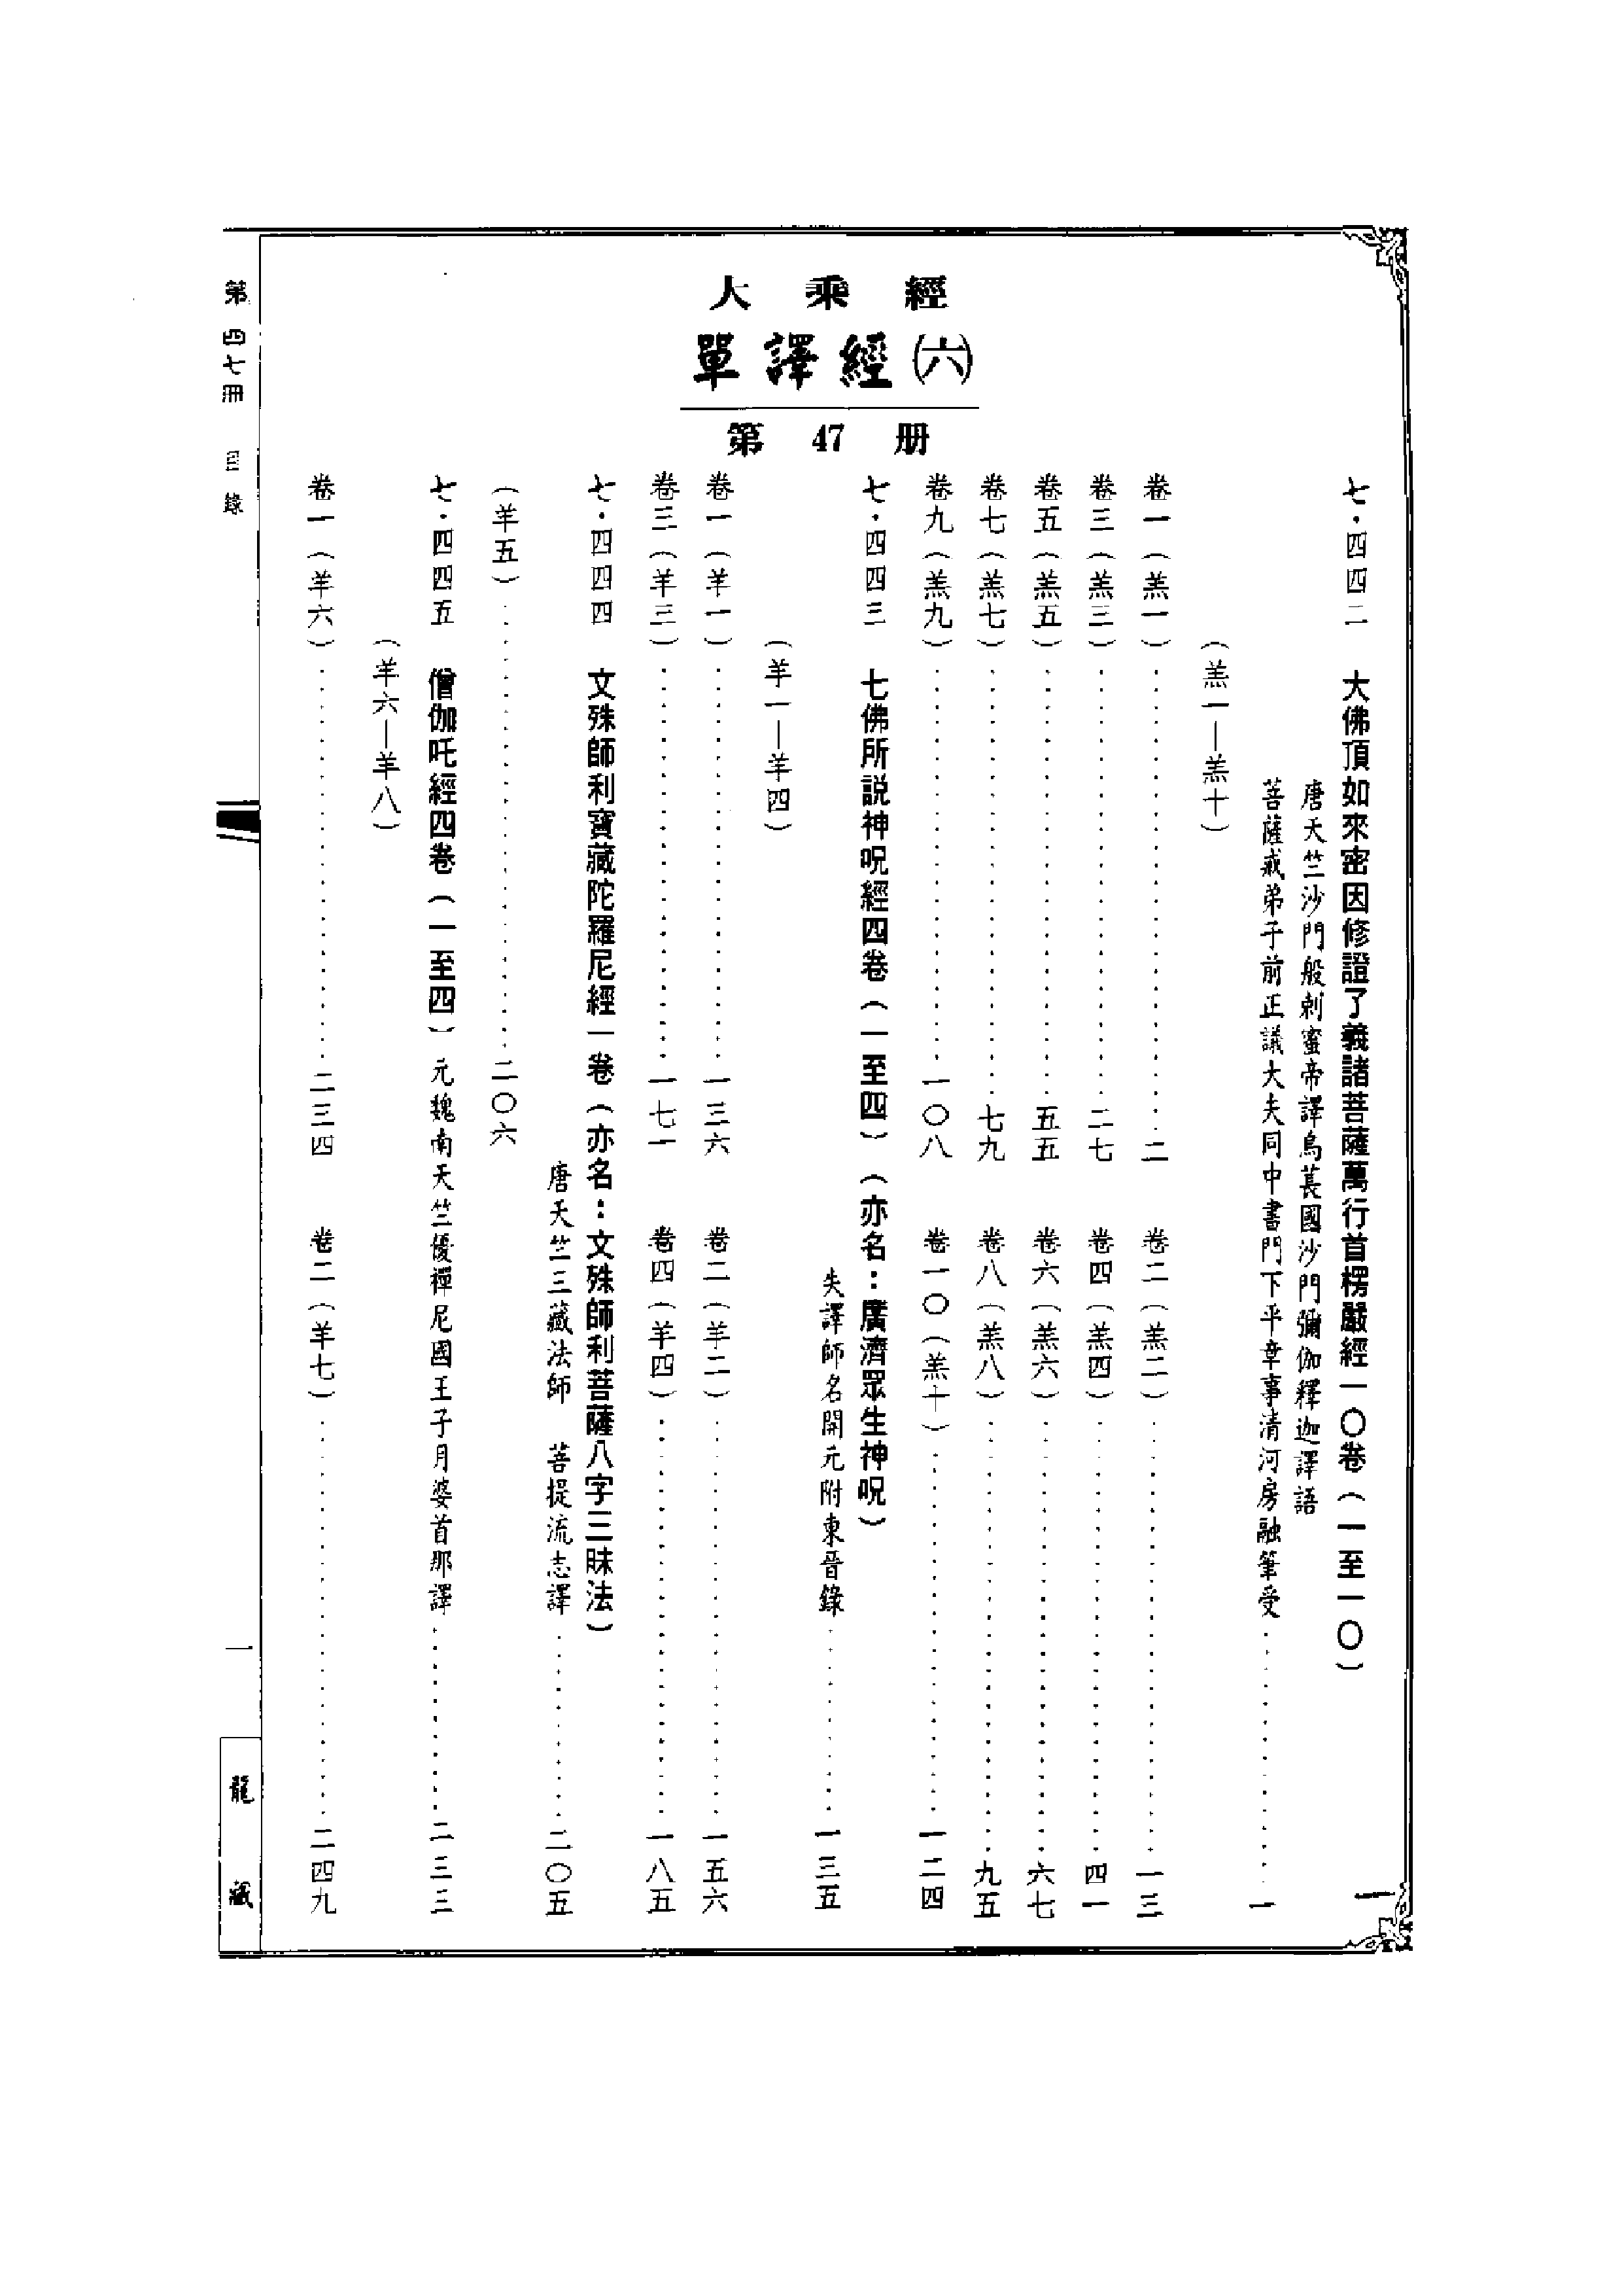 大乘經
單譯經㈥
第47册
七·四四二　大佛頂如來密因修證了義諸菩薩萬行首楞嚴經一〇卷（一至一〇）
唐天竺沙門般剌蜜帝譯烏萇國沙門彌伽釋迦譯語
菩薩戒弟子前正議大夫同中書門下平章事清河房融筆受……一
（羔一—羔十）
卷一（羔一）……二　卷二（羔二）……一三
卷三（羔三）……二七　卷四（羔四）……四一
卷五（羔五）……五五　卷六（羔六）……六七
卷七（羔七）……七九　卷八（羔八）……九五
卷九（羔九）……一〇八　卷一〇（羔十）……一二四
七·四四三　七佛所説神呪經四卷（一至四）（亦名：廣濟眾生神呪）
失譯師名開元附東晉錄……一三五
（羊一—羊四）
卷一（羊一）……一三六　卷二（羊二）……一五六
卷三（羊三）……一七一　卷四（羊四）……一八五
七·四四四　文殊師利寶藏陀羅尼經一卷（亦名：文殊師利菩薩八字三昧法）
唐天竺三藏法師　菩提流志譯……二〇五
（羊五）……二〇六
七·四四五　僧伽吒經四卷（一至四）元魏南天竺優禪尼國王子月婆首那譯……二三三
（羊六—羊八）
卷一（羊六）……二三四　卷二（羊七）……二四九
第四七冊　目錄
一
龍藏
一